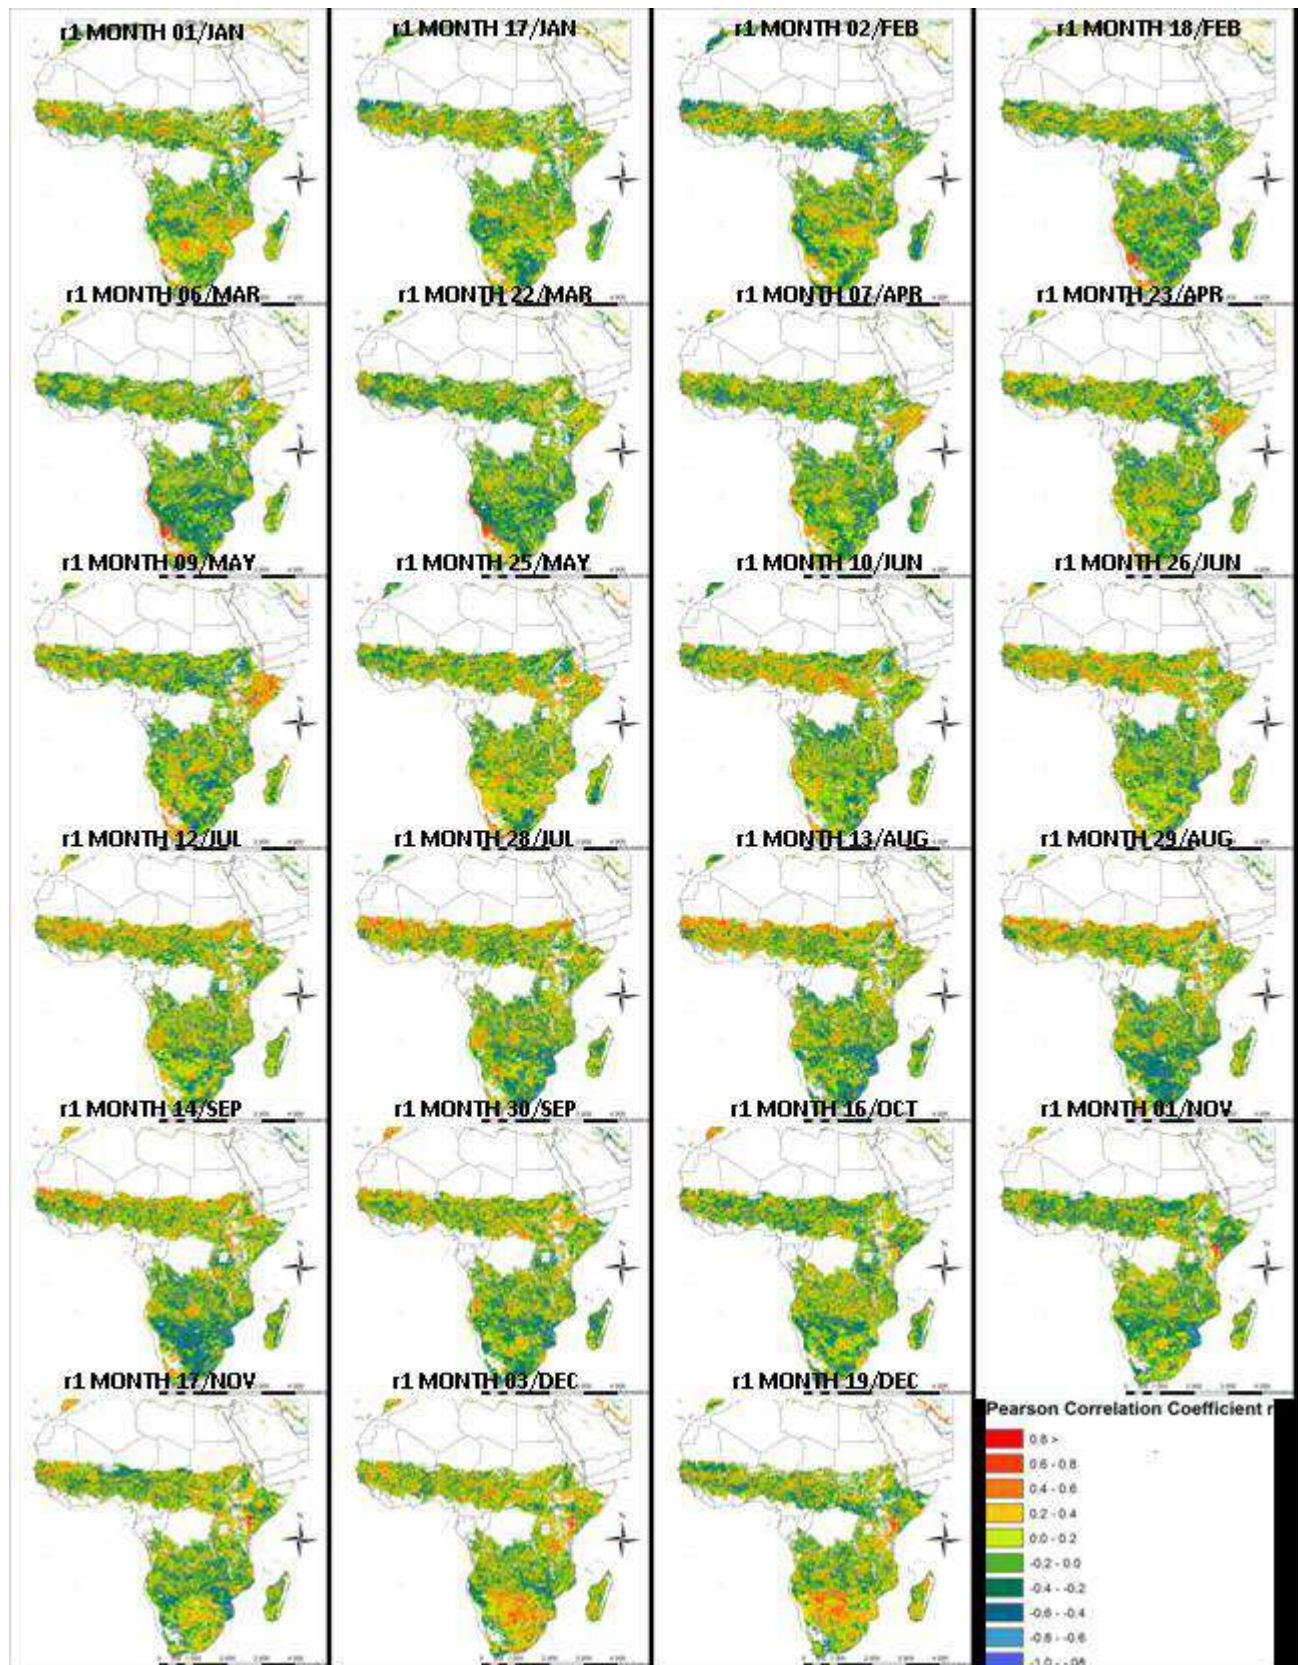 r1 MONTH 01/JAN
r1 MONTH 17/JAN
r1 MONTH 02/FEB
r1 MONTH 18/FEB
r1 MONTH 06/MAR
r1 MONTH 22/MAR
r1 MONTH 07/APR
r1 MONTH 23/APR
r1 MONTH 09/MAY
r1 MONTH 25/MAY
r1 MONTH 10/JUN
r1 MONTH 26/JUN
r1 MONTH 12/JUL
r1 MONTH 28/JUL
r1 MONTH 13/AUG
r1 MONTH 29/AUG
r1 MONTH 14/SEP
r1 MONTH 30/SEP
r1 MONTH 16/OCT
r1 MONTH 01/NOV
r1 MONTH 17/NOV
r1 MONTH 03/DEC
r1 MONTH 19/DEC
Pearson Correlation Coefficient r
0.8 >
0.6 - 0.8
0.4 - 0.6
0.2 - 0.4
0.0 - 0.2
-0.2 - 0.0
-0.4 - -0.2
-0.6 - -0.4
-0.8 - -0.6